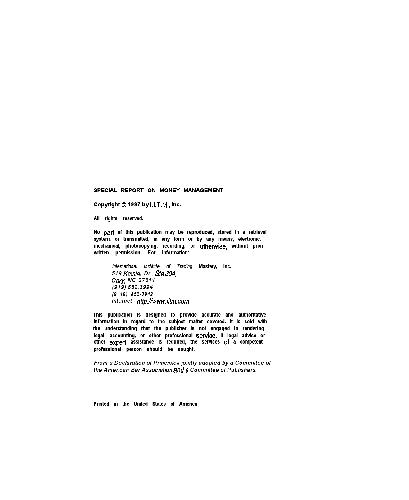 SPECIAL REPORT ON MONEY MANAGEMENT
Copyright © 1997 by I.I.T.M., Inc.
All rights reserved.
No part of this publication may be reproduced, stored in a retrieval
system, or transmitted, in any form or by any means, electronic,
mechanical, photocopying, recording, or otherwise, without prior
written permission. For information:
International Institute of Trading Mastery, Inc.
519 Keisler Dr., Ste 204
Cary, NC 27511
(919) 852-3994
(919) 852-3942
Internet: http://www.iitm.com
This publication is designed to provide accurate and authoritative
information in regard to the subject matter covered. It is sold with
the understanding that the publisher is not engaged in rendering
legal, accounting, or other professional service. If legal advice or
other expert assistance is required, the services of a competent
professional person should be sought.
From a Declaration of Principles jointly adopted by a Committee of
the American Bar Association and a Committee of Publishers.
Printed in the United States of America